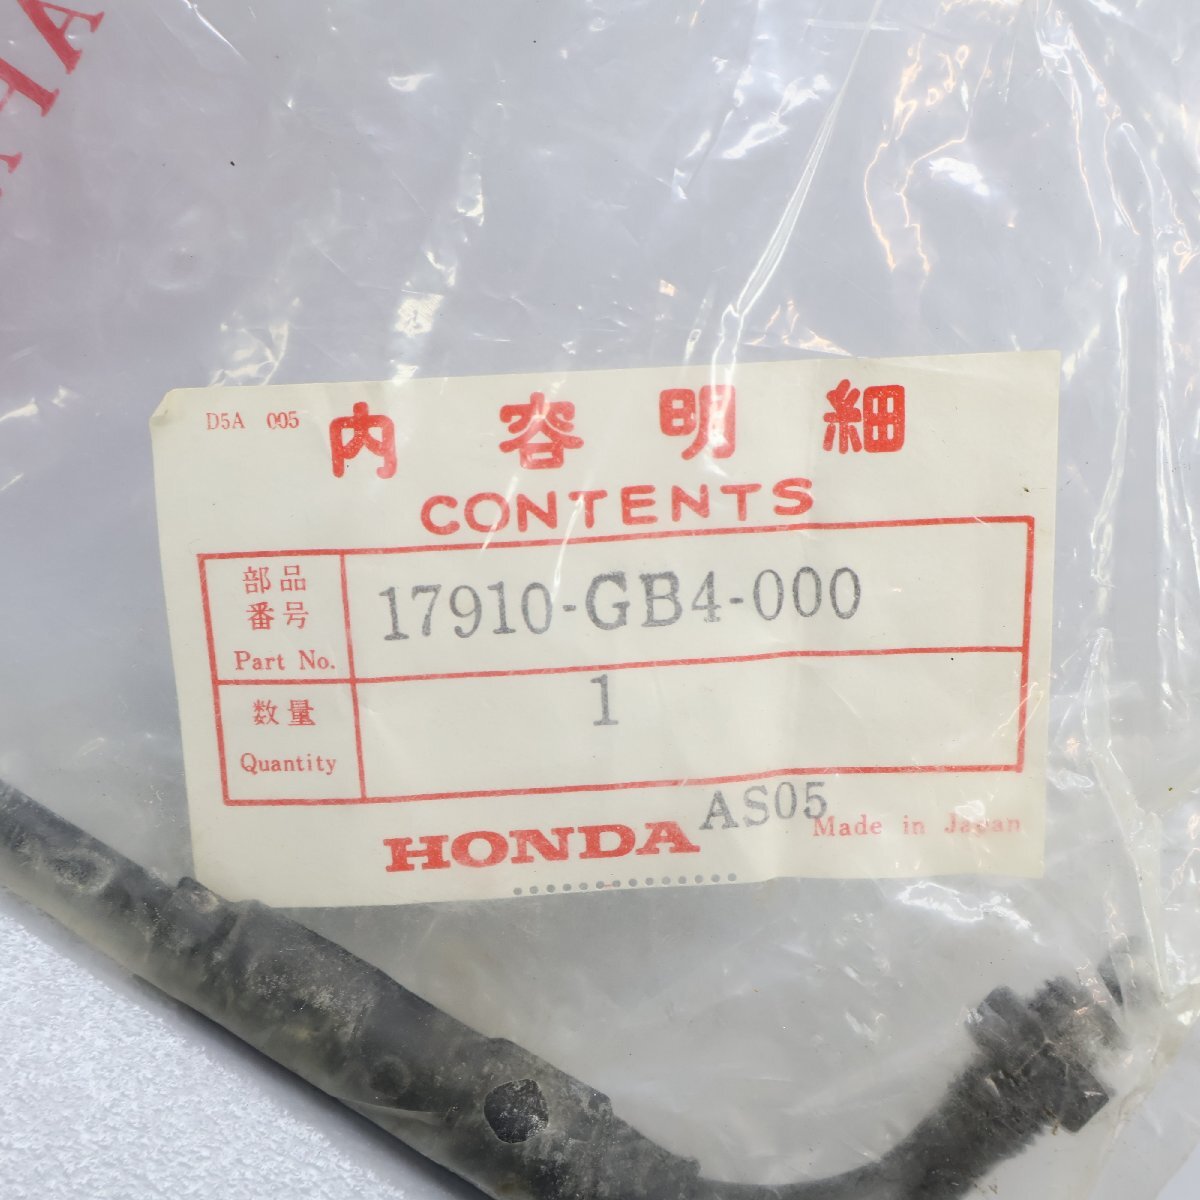 D5A 005
内容明細
CONTENTS
部品
番号
Part No.
17910-GB4-000
数量
Quantity
1
AS05
HONDA
Made in Japan